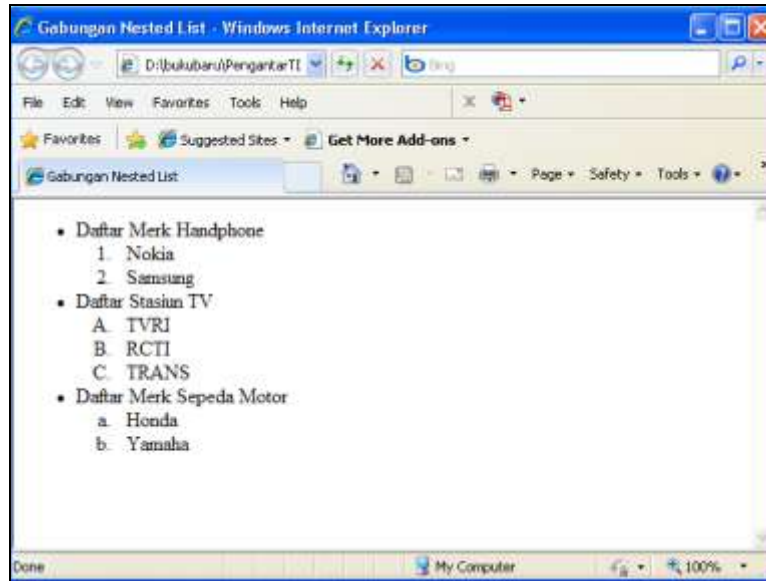 Gabungan Nested List - Windows Internet Explorer
D:\bukubaru\PengantarTI
Bing
File Edit View Favorites Tools Help
Favorites Suggested Sites Get More Add-ons
Gabungan Nested List Page Safety Tools
• Daftar Merk Handphone
1. Nokia
2. Samsung
• Daftar Stasiun TV
A. TVRI
B. RCTI
C. TRANS
• Daftar Merk Sepeda Motor
a. Honda
b. Yamaha
Done My Computer 100%